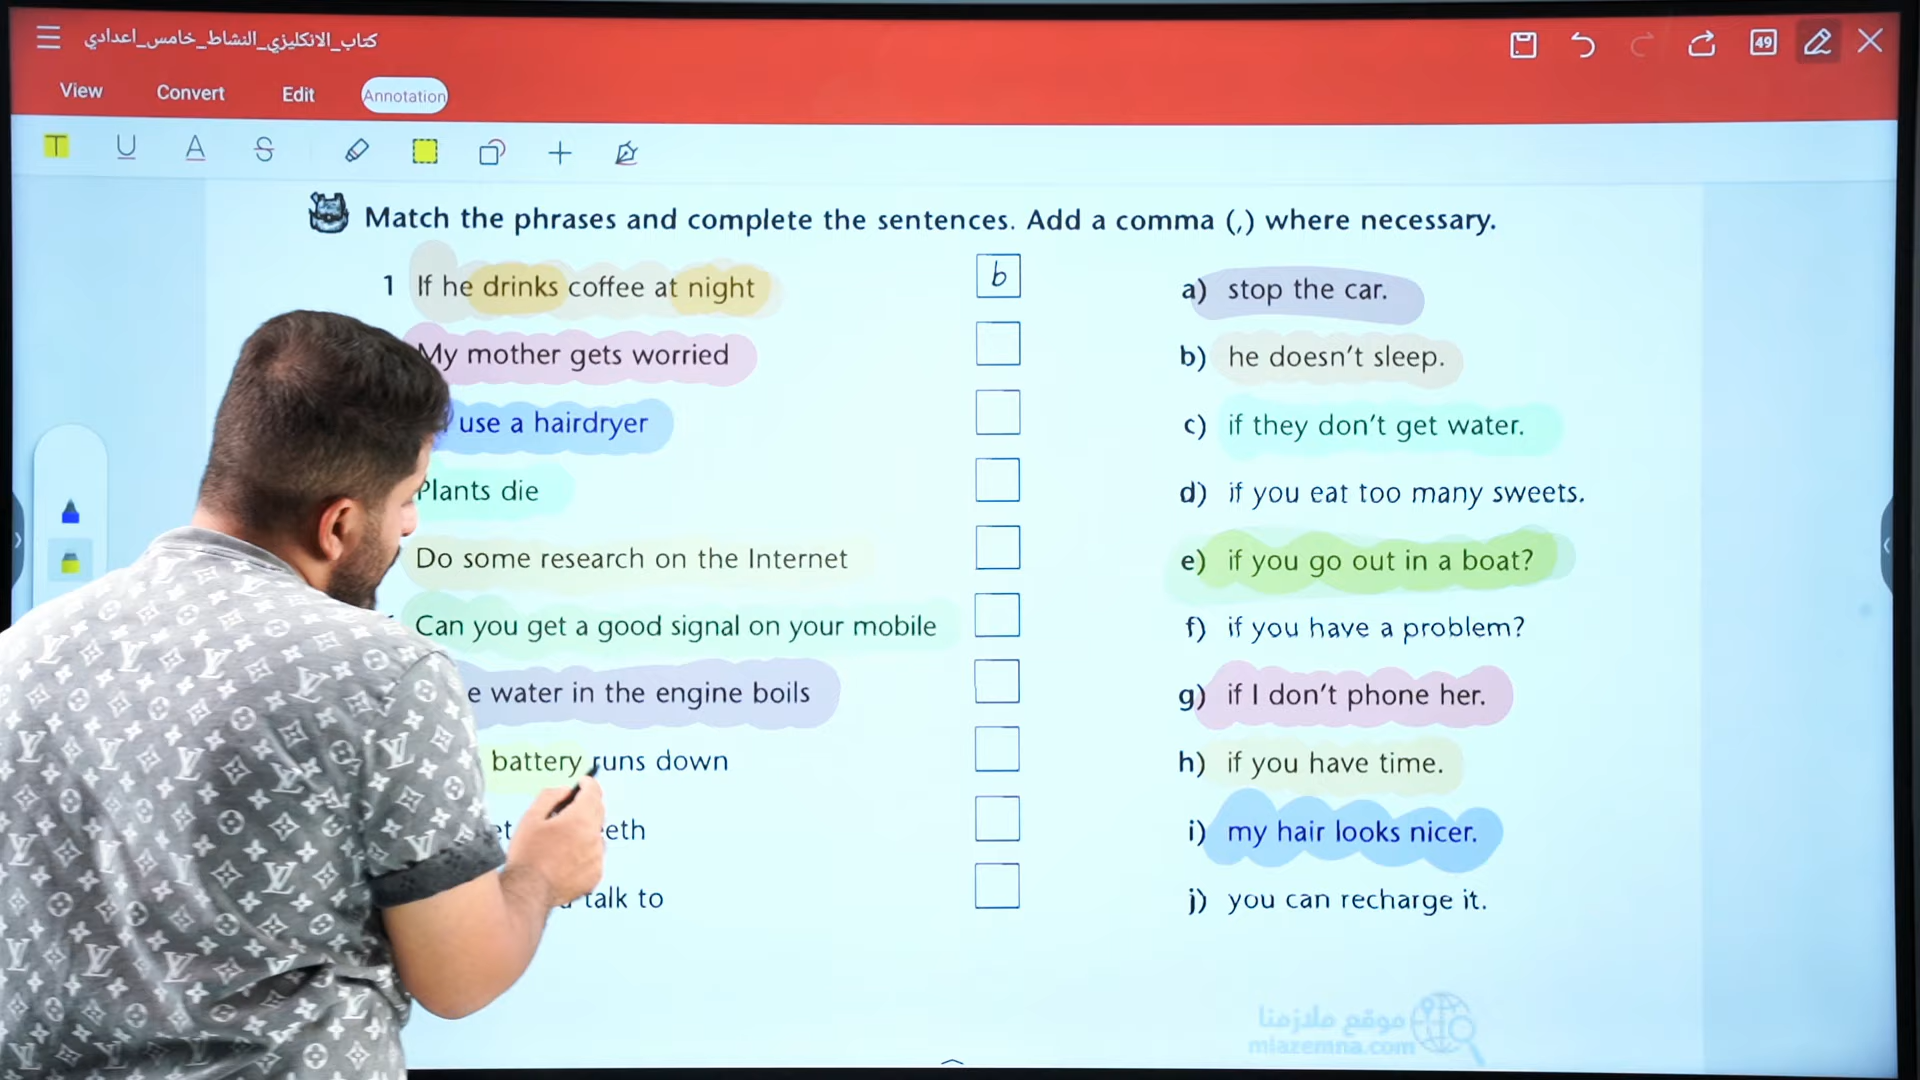 كتاب_الانكليزي_النشاط_خامس_اعدادي
49
View Convert Edit Annotation
T U A S
Match the phrases and complete the sentences. Add a comma (,) where necessary.
1 If he drinks coffee at night b a) stop the car.
My mother gets worried b) he doesn't sleep.
use a hairdryer c) if they don't get water.
Plants die d) if you eat too many sweets.
Do some research on the Internet e) if you go out in a boat?
Can you get a good signal on your mobile f) if you have a problem?
water in the engine boils g) if I don't phone her.
battery runs down h) if you have time.
i) my hair looks nicer.
talk to j) you can recharge it.
موقع ملازمنا
mlazemna.com